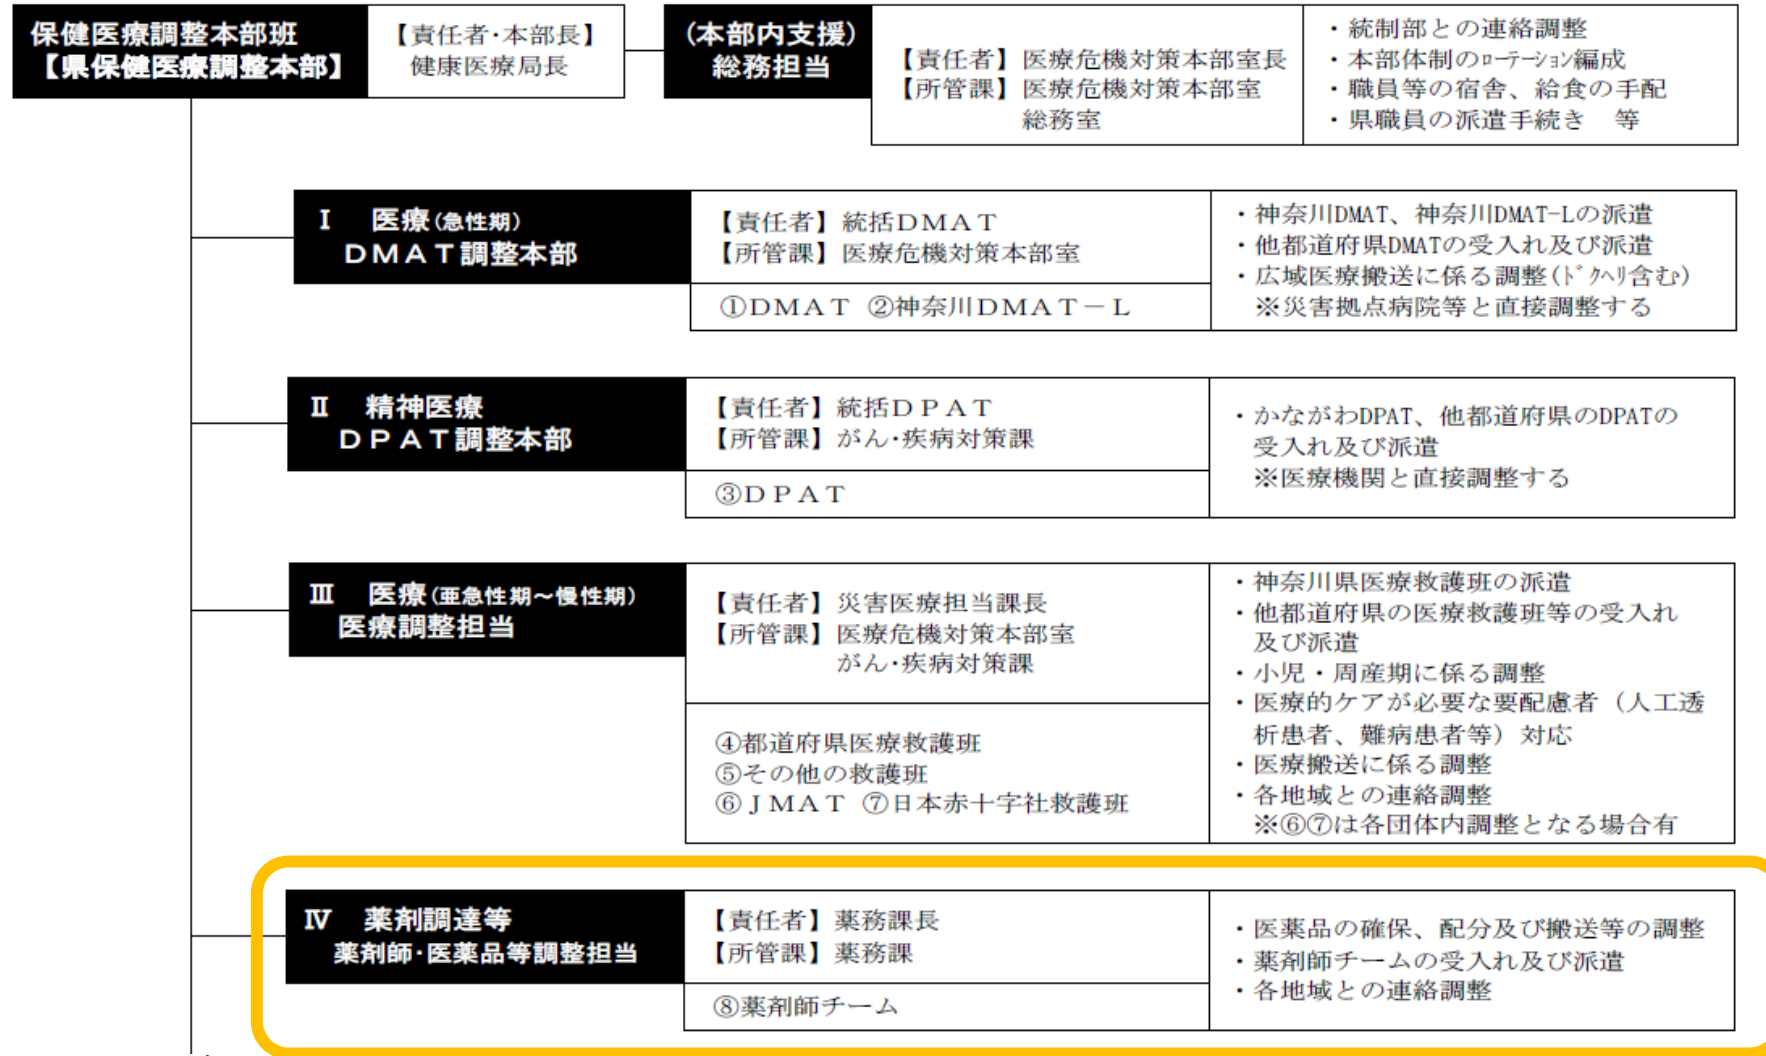 保健医療調整本部班
【県保健医療調整本部】
【責任者・本部長】
健康医療局長
(本部内支援)
総務担当
【責任者】医療危機対策本部室長
【所管課】医療危機対策本部室
総務室
・統制部との連絡調整
・本部体制のﾛｰﾃｰｼｮﾝ編成
・職員等の宿舎、給食の手配
・県職員の派遣手続き　等
Ⅰ　医療(急性期)
ＤＭＡＴ調整本部
【責任者】統括ＤＭＡＴ
【所管課】医療危機対策本部室
①ＤＭＡＴ ②神奈川ＤＭＡＴ－Ｌ
・神奈川DMAT、神奈川DMAT-Lの派遣
・他都道府県DMATの受入れ及び派遣
・広域医療搬送に係る調整(ﾄﾞｸﾍﾘ含む)
※災害拠点病院等と直接調整する
Ⅱ　精神医療
ＤＰＡＴ調整本部
【責任者】統括ＤＰＡＴ
【所管課】がん・疾病対策課
③ＤＰＡＴ
・かながわDPAT、他都道府県のDPATの
受入れ及び派遣
※医療機関と直接調整する
Ⅲ　医療(亜急性期～慢性期)
医療調整担当
【責任者】災害医療担当課長
【所管課】医療危機対策本部室
がん・疾病対策課
④都道府県医療救護班
⑤その他の救護班
⑥ＪＭＡＴ ⑦日本赤十字社救護班
・神奈川県医療救護班の派遣
・他都道府県の医療救護班等の受入れ
及び派遣
・小児・周産期に係る調整
・医療的ケアが必要な要配慮者（人工透
析患者、難病患者等）対応
・医療搬送に係る調整
・各地域との連絡調整
※⑥⑦は各団体内調整となる場合有
Ⅳ　薬剤調達等
薬剤師・医薬品等調整担当
【責任者】薬務課長
【所管課】薬務課
⑧薬剤師チーム
・医薬品の確保、配分及び搬送等の調整
・薬剤師チームの受入れ及び派遣
・各地域との連絡調整